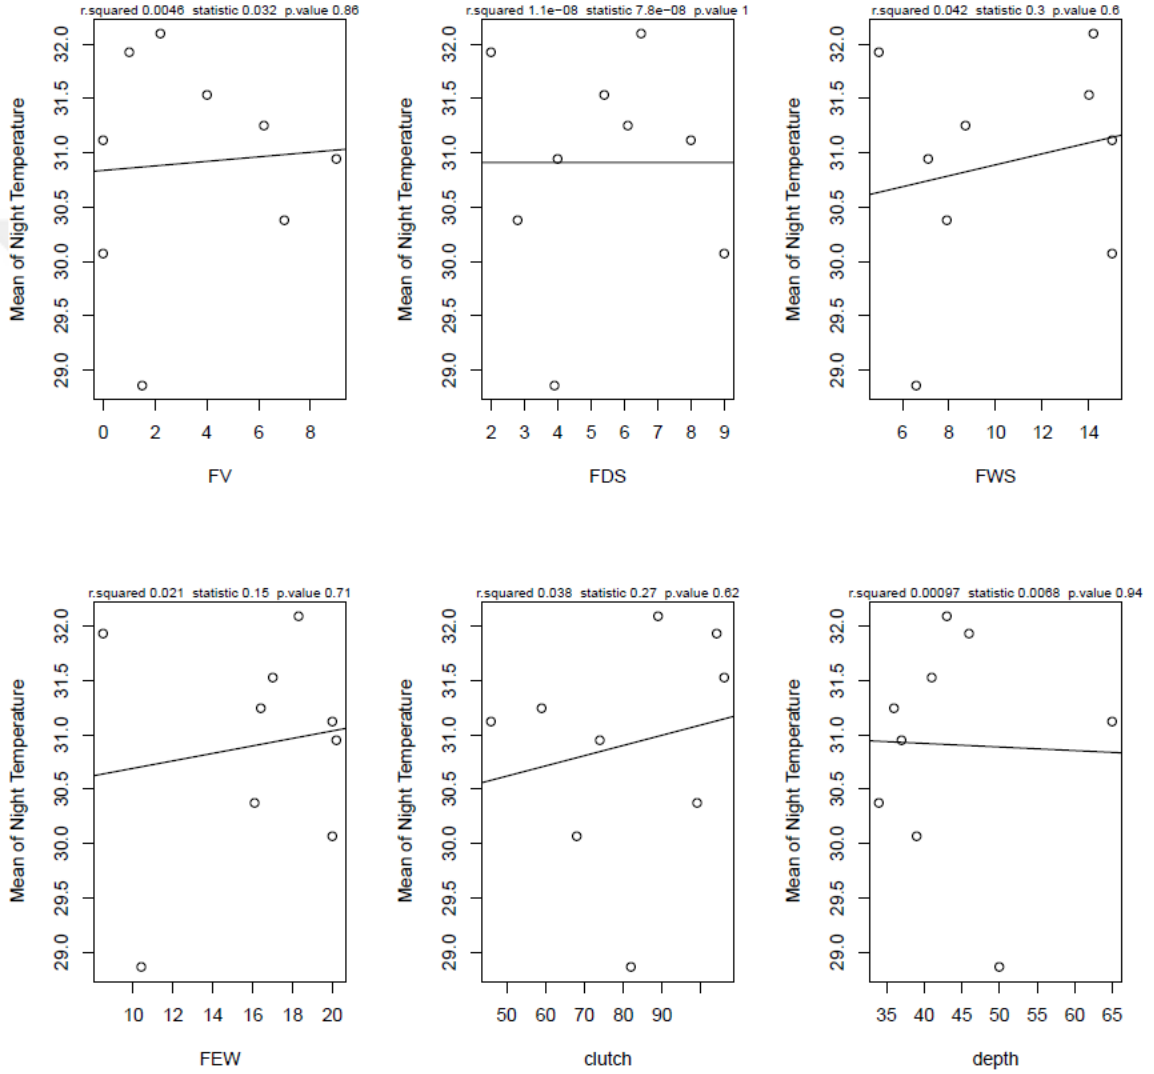 r.squared 0.0046 statistic 0.032 p.value 0.86
Mean of Night Temperature
29.0 29.5 30.0 30.5 31.0 31.5 32.0
0 2 4 6 8
FV
r.squared 1.1e−08 statistic 7.8e−08 p.value 1
Mean of Night Temperature
29.0 29.5 30.0 30.5 31.0 31.5 32.0
2 3 4 5 6 7 8 9
FDS
r.squared 0.042 statistic 0.3 p.value 0.6
Mean of Night Temperature
29.0 29.5 30.0 30.5 31.0 31.5 32.0
6 8 10 12 14
FWS
r.squared 0.021 statistic 0.15 p.value 0.71
Mean of Night Temperature
29.0 29.5 30.0 30.5 31.0 31.5 32.0
10 12 14 16 18 20
FEW
r.squared 0.038 statistic 0.27 p.value 0.62
Mean of Night Temperature
29.0 29.5 30.0 30.5 31.0 31.5 32.0
50 60 70 80 90
clutch
r.squared 0.00097 statistic 0.0068 p.value 0.94
Mean of Night Temperature
29.0 29.5 30.0 30.5 31.0 31.5 32.0
35 40 45 50 55 60 65
depth